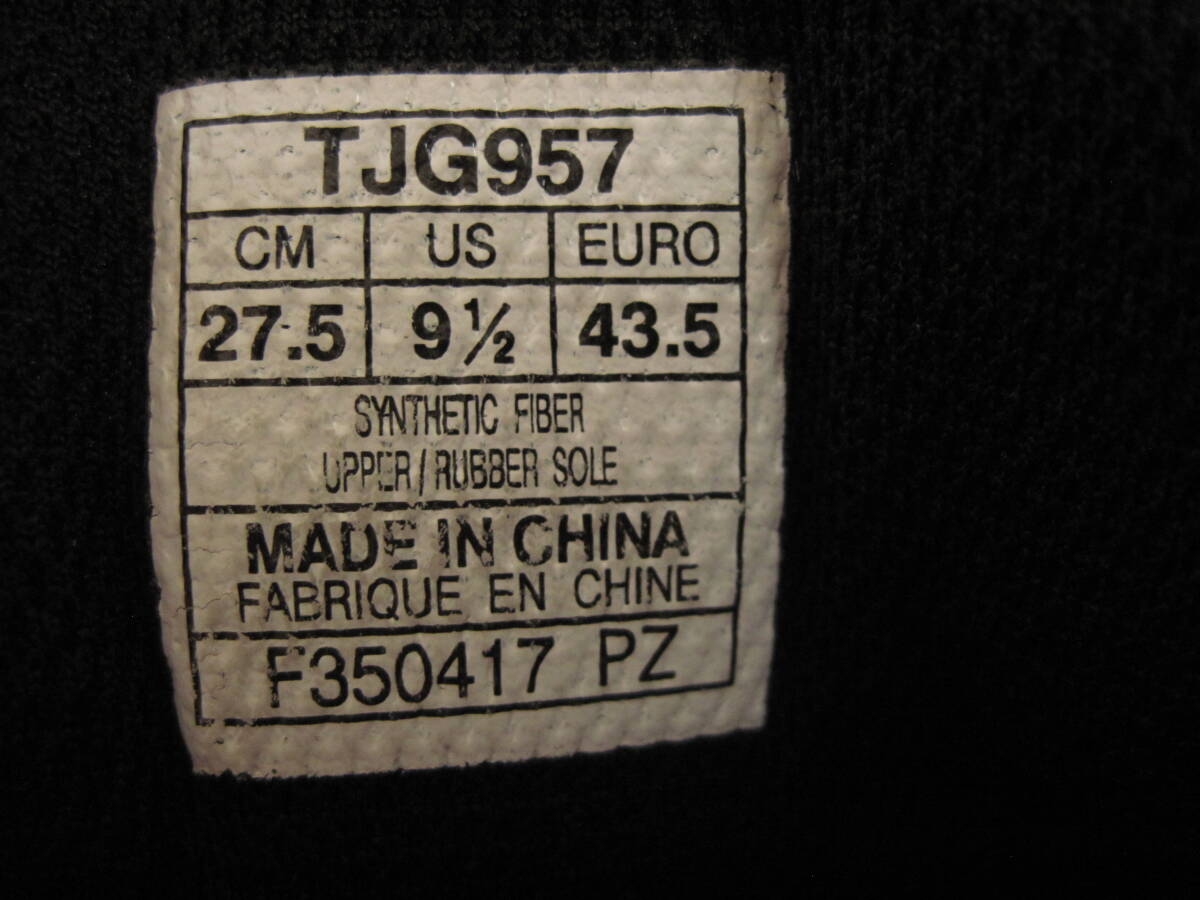 TJG957
CM US EURO
27.5 9½ 43.5
SYNTHETIC FIBER
UPPER / RUBBER SOLE
MADE IN CHINA
FABRIQUE EN CHINE
F350417 PZ